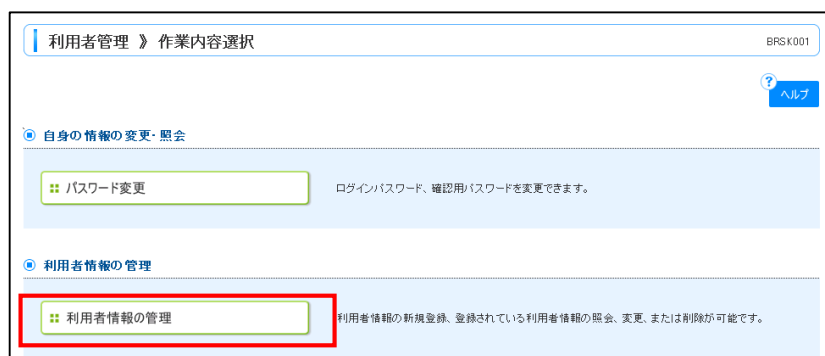 利用者管理 》 作業内容選択
BRSK001
?
ヘルプ
自身の情報の変更・照会
パスワード変更
ログインパスワード、確認用パスワードを変更できます。
利用者情報の管理
利用者情報の管理
利用者情報の新規登録、登録されている利用者情報の照会、変更、または削除が可能です。